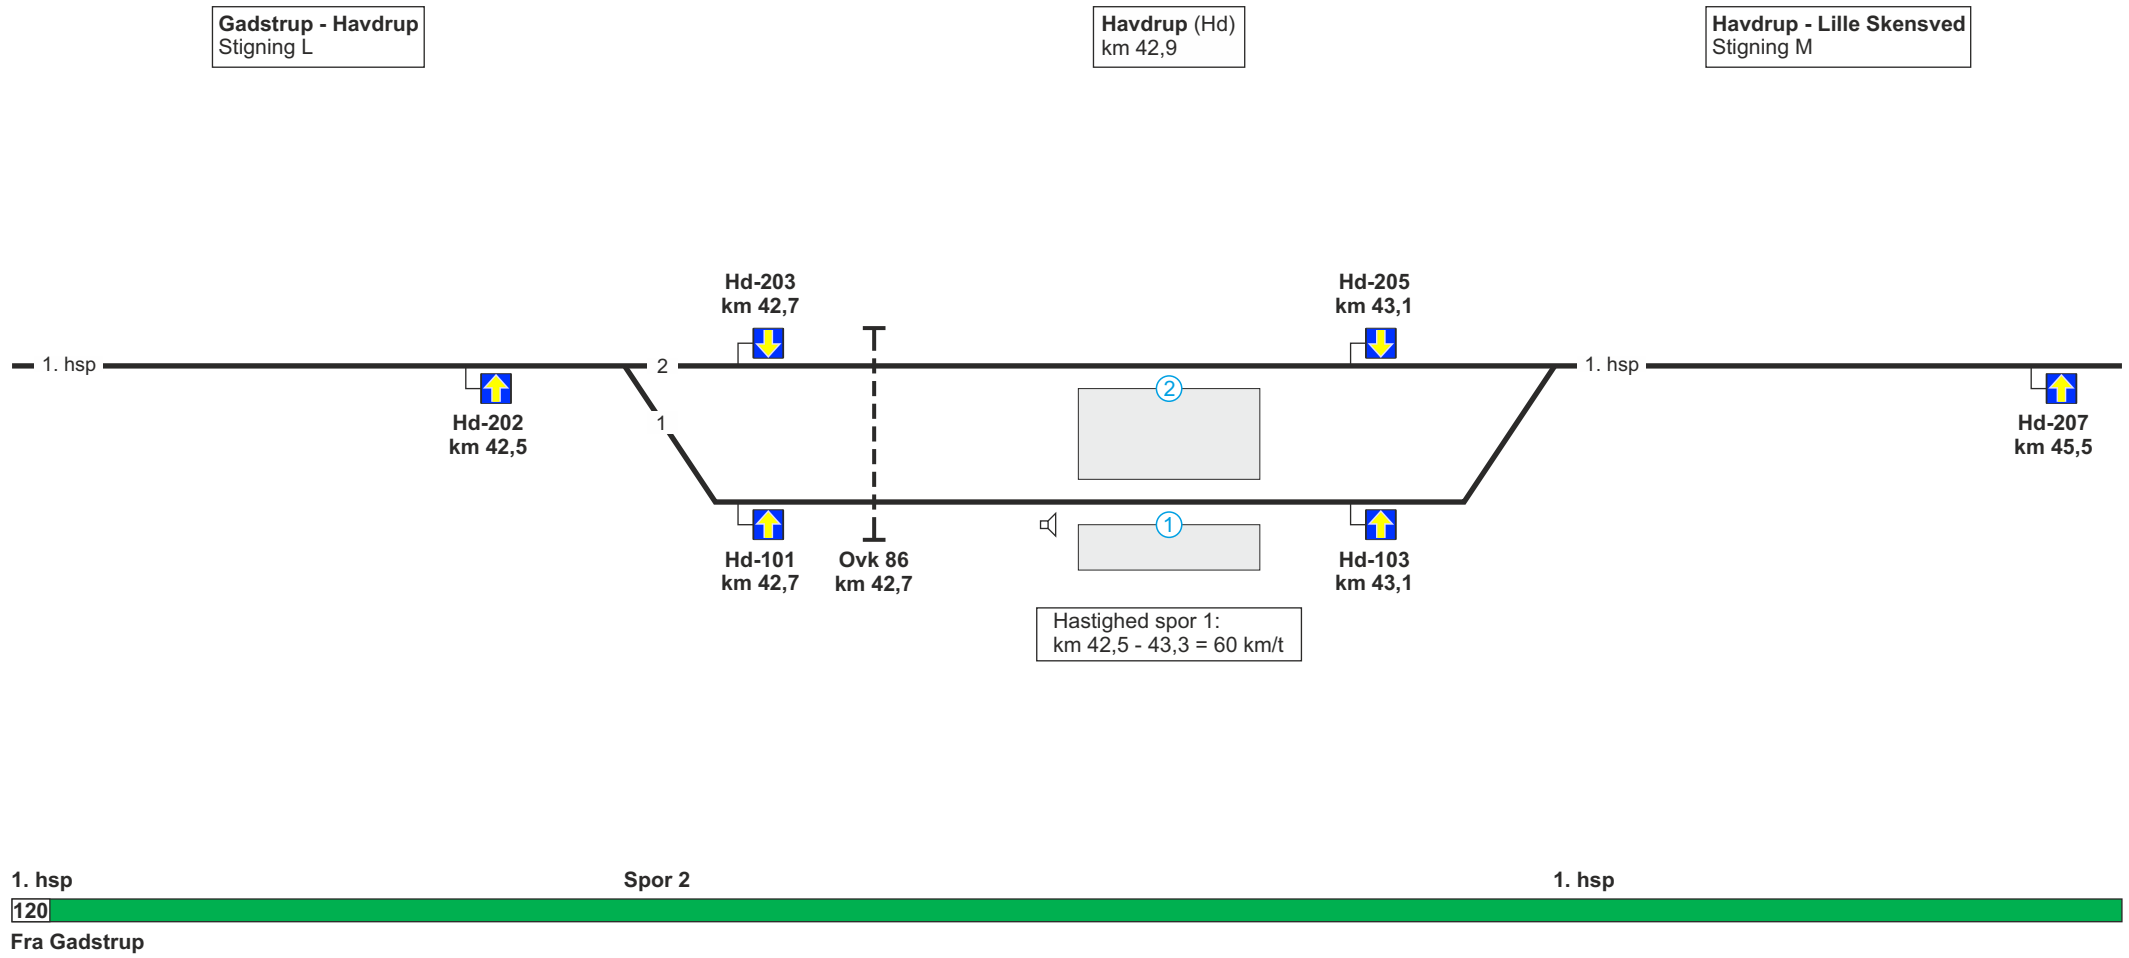 Gadstrup - Havdrup
Stigning L
Havdrup (Hd)
km 42,9
Havdrup - Lille Skensved
Stigning M
Hd-203
km 42,7
Hd-205
km 43,1
1. hsp
2
1. hsp
2
1
Hd-202
km 42,5
Hd-207
km 45,5
1
Hd-101
km 42,7
Ovk 86
km 42,7
Hd-103
km 43,1
Hastighed spor 1:
km 42,5 - 43,3 = 60 km/t
1. hsp
Spor 2
1. hsp
120
Fra Gadstrup